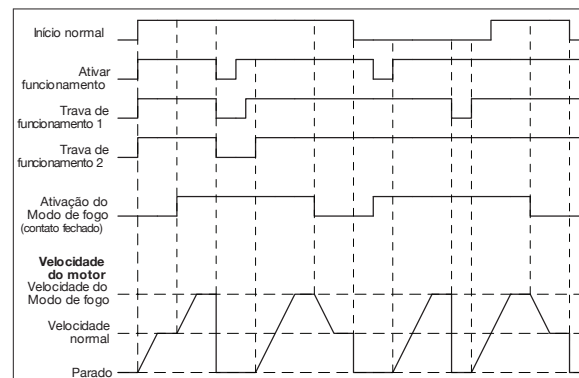 Início normal
Ativar
funcionamento
Trava de
funcionamento 1
Trava de
funcionamento 2
Ativação do
Modo de fogo
(contato fechado)
Velocidade
do motor
Velocidade do
Modo de fogo
Velocidade
normal
Parado